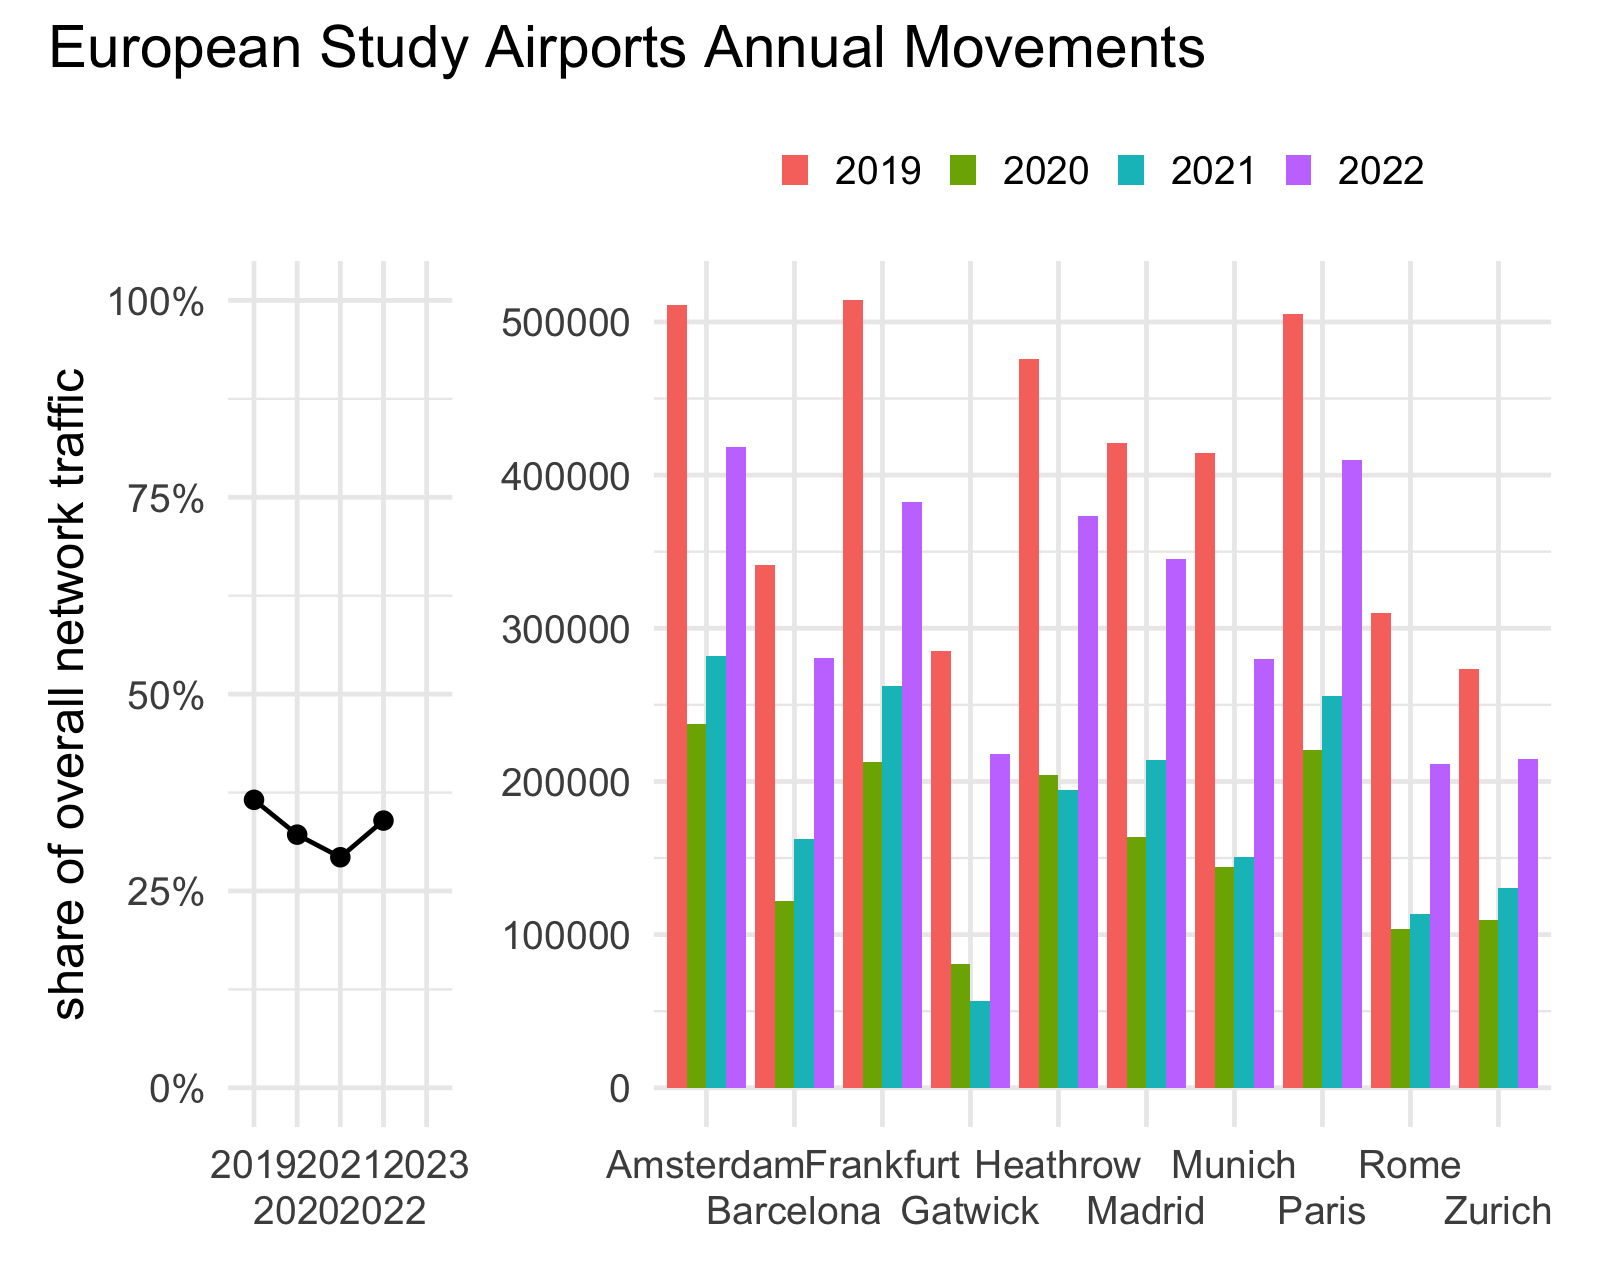 European Study Airports Annual Movements
2019 2020 2021 2022
share of overall network traffic
100%
75%
50%
25%
0%
2019 2021 2023
2020 2022
500000
400000
300000
200000
100000
0
Amsterdam Frankfurt Heathrow Munich Rome
Barcelona Gatwick Madrid Paris Zurich